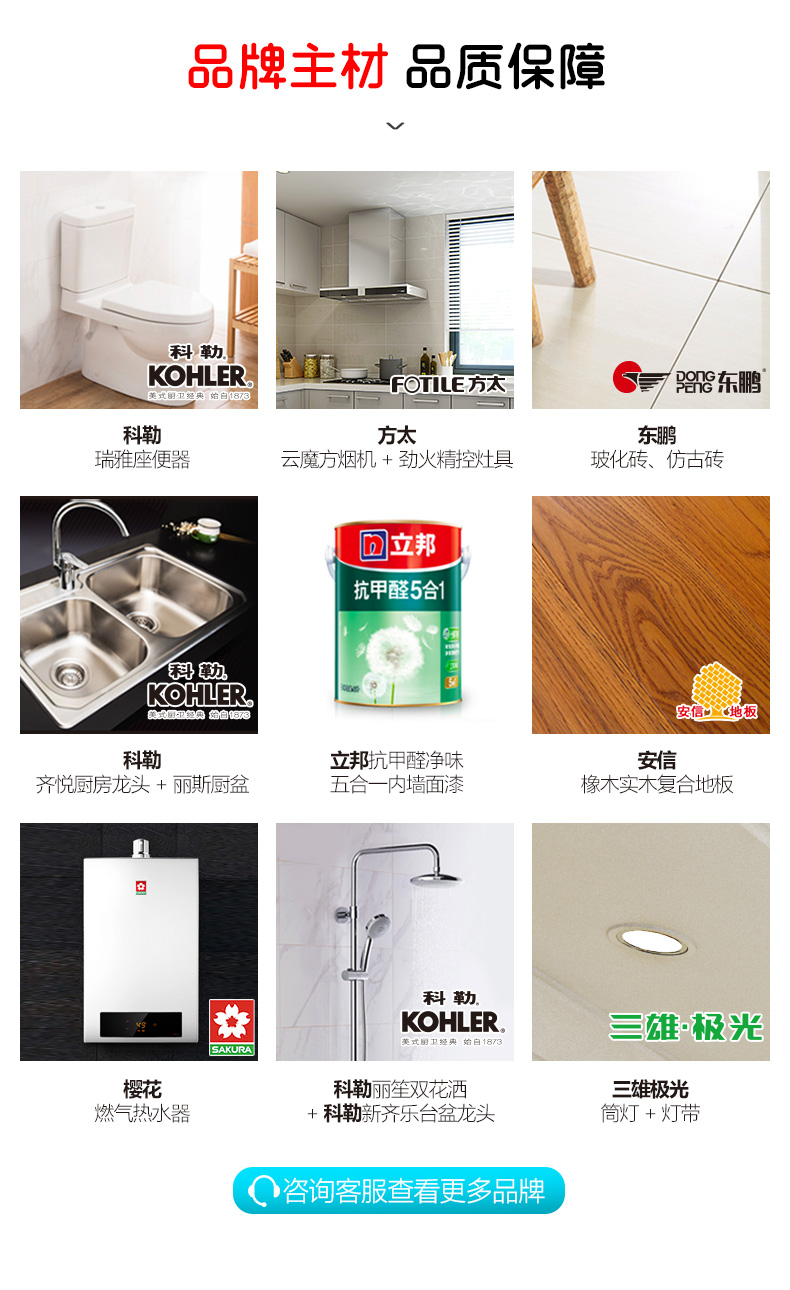 品牌主材 品质保障
科勒
KOHLER®
美式厨卫经典 始自1873
FOTILE方太
DONG PENG 东鹏®
科勒
瑞雅座便器
方太
云魔方烟机 + 劲火精控灶具
东鹏
玻化砖、仿古砖
科勒
KOHLER®
美式厨卫经典 始自1873
立邦
抗甲醛5合1
安信 地板
科勒
齐悦厨房龙头 + 丽斯厨盆
立邦抗甲醛净味
五合一内墙面漆
安信
橡木实木复合地板
SAKURA
科勒
KOHLER®
美式厨卫经典 始自1873
三雄·极光
樱花
燃气热水器
科勒丽笙双花洒
+ 科勒新齐乐台盆龙头
三雄极光
筒灯 + 灯带
咨询客服查看更多品牌